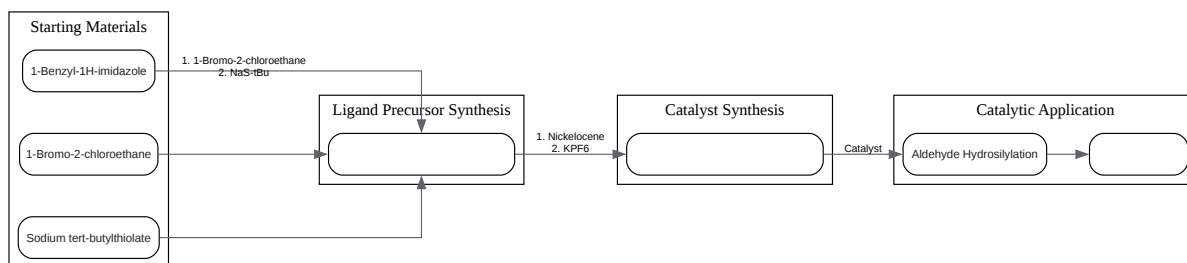 Starting Materials
1-Benzyl-1H-imidazole
1. 1-Bromo-2-chloroethane
2. NaS-tBu
Ligand Precursor Synthesis
Catalyst Synthesis
Catalytic Application
1-Bromo-2-chloroethane
1. Nickelocene
2. KPF6
Catalyst
Aldehyde Hydrosilylation
Sodium tert-butylthiolate